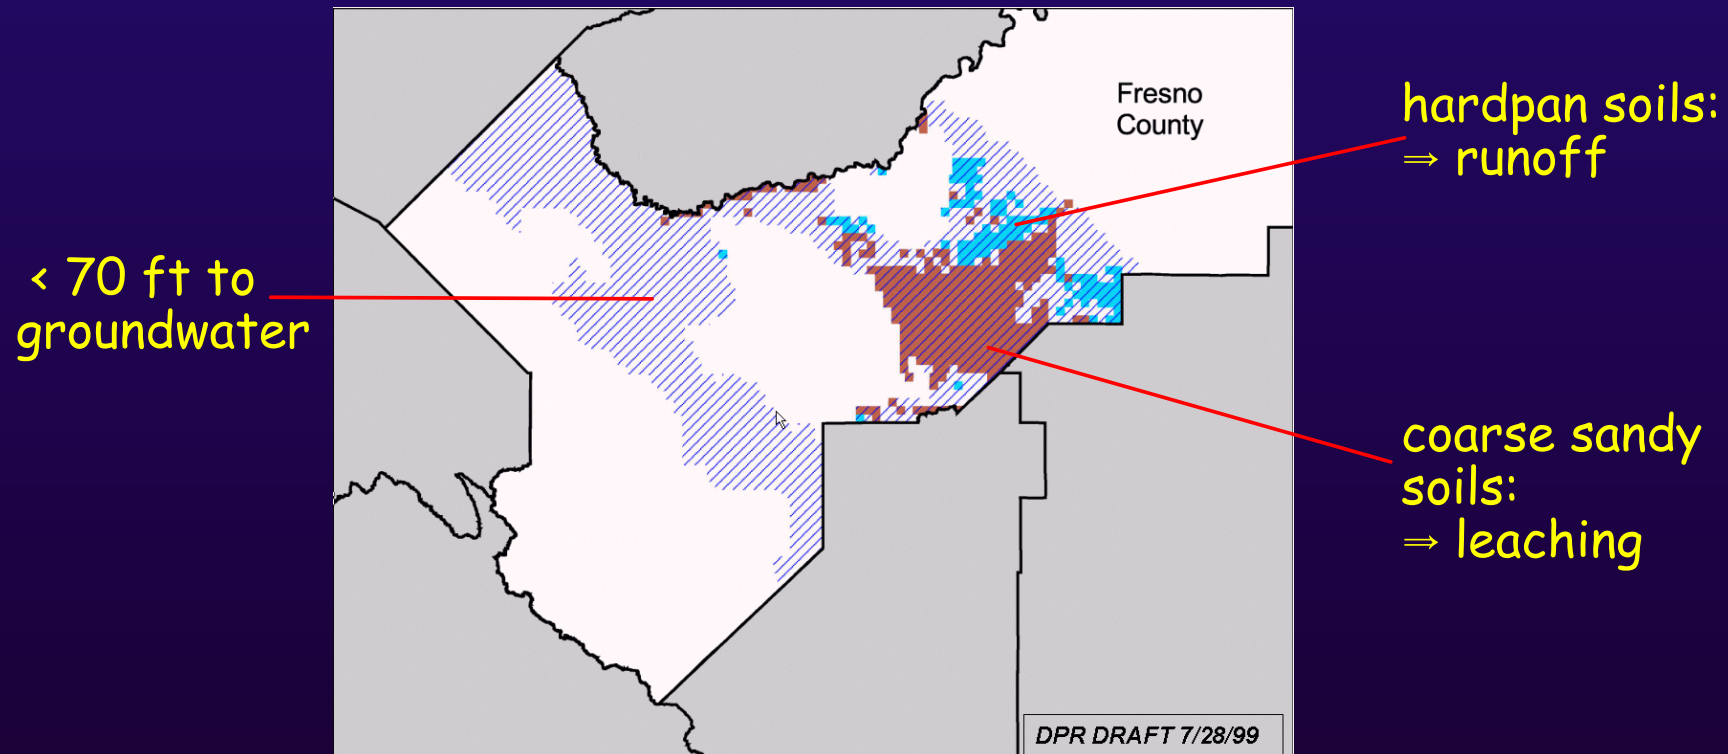 Fresno
County
hardpan soils:
⇒ runoff
< 70 ft to
groundwater
coarse sandy
soils:
⇒ leaching
DPR DRAFT 7/28/99